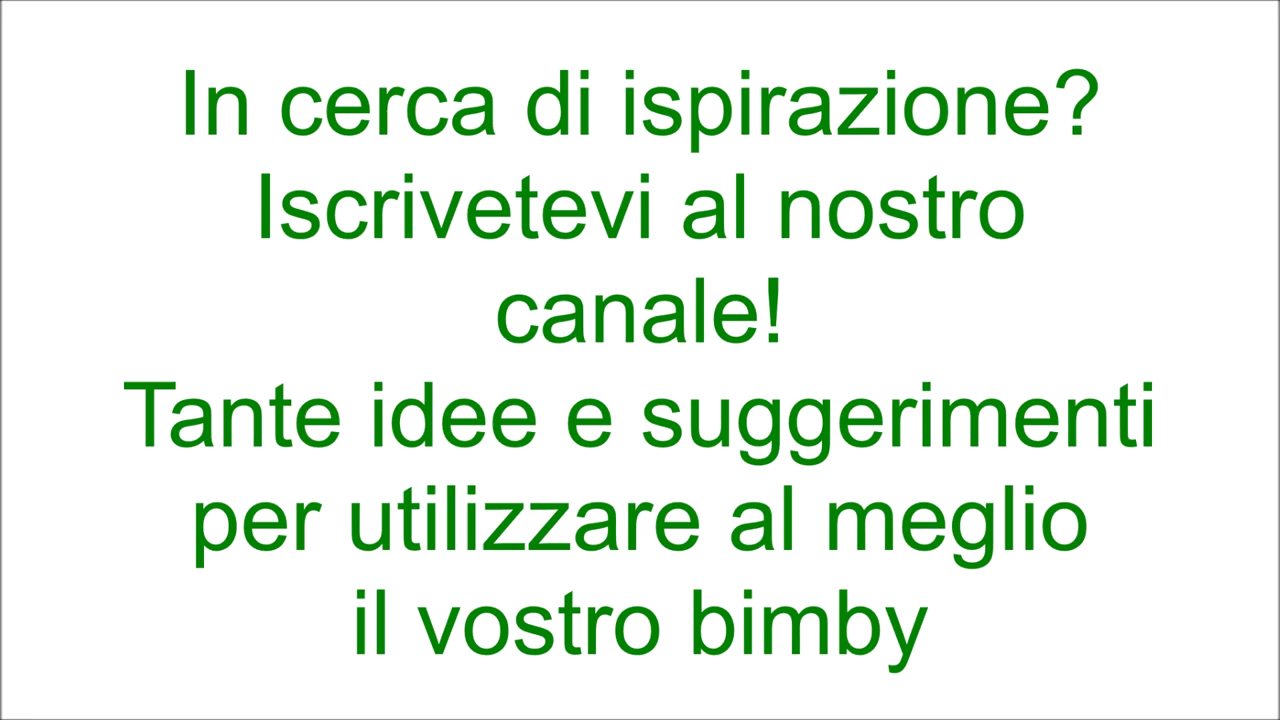 In cerca di ispirazione?
Iscrivetevi al nostro
canale!
Tante idee e suggerimenti
per utilizzare al meglio
il vostro bimby